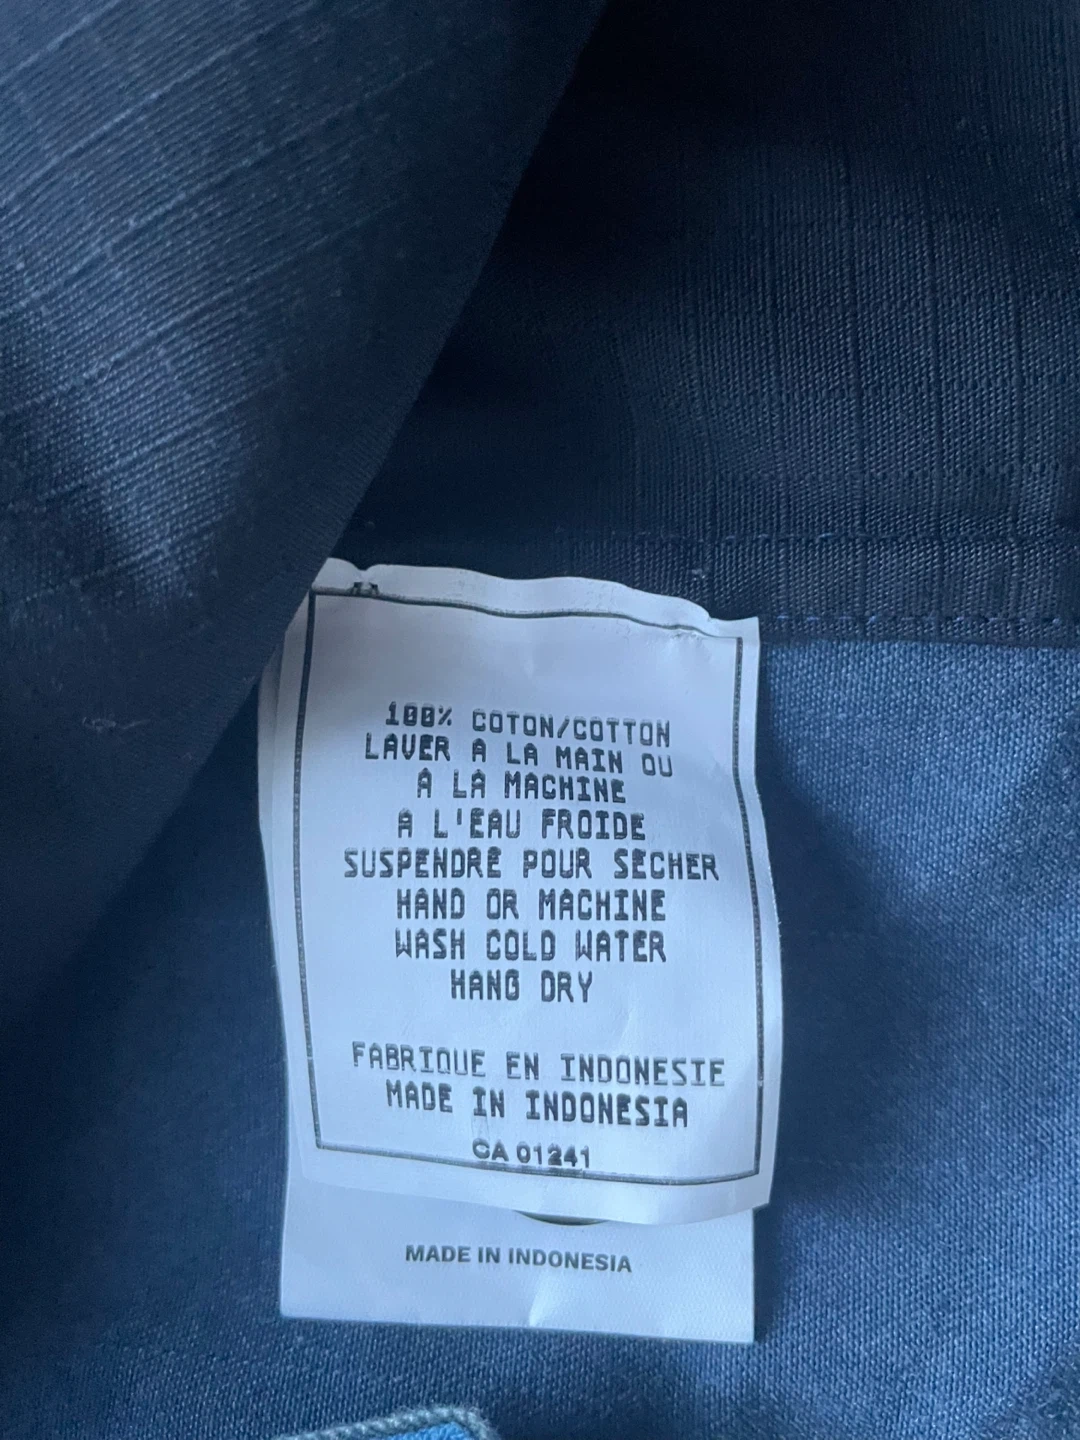 100% COTON/COTTON
LAVER A LA MAIN OU
A LA MACHINE
A L'EAU FROIDE
SUSPENDRE POUR SECHER
HAND OR MACHINE
WASH COLD WATER
HANG DRY
FABRIQUE EN INDONESIE
MADE IN INDONESIA
CA 01241
MADE IN INDONESIA